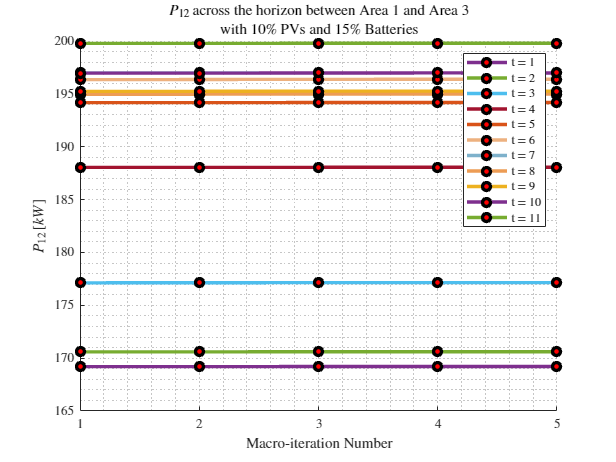 P12 across the horizon between Area 1 and Area 3
with 10% PVs and 15% Batteries
200
195
190
185
180
175
170
165
P12 [kW]
t = 1
t = 2
t = 3
t = 4
t = 5
t = 6
t = 7
t = 8
t = 9
t = 10
t = 11
1
2
3
4
5
Macro-iteration Number